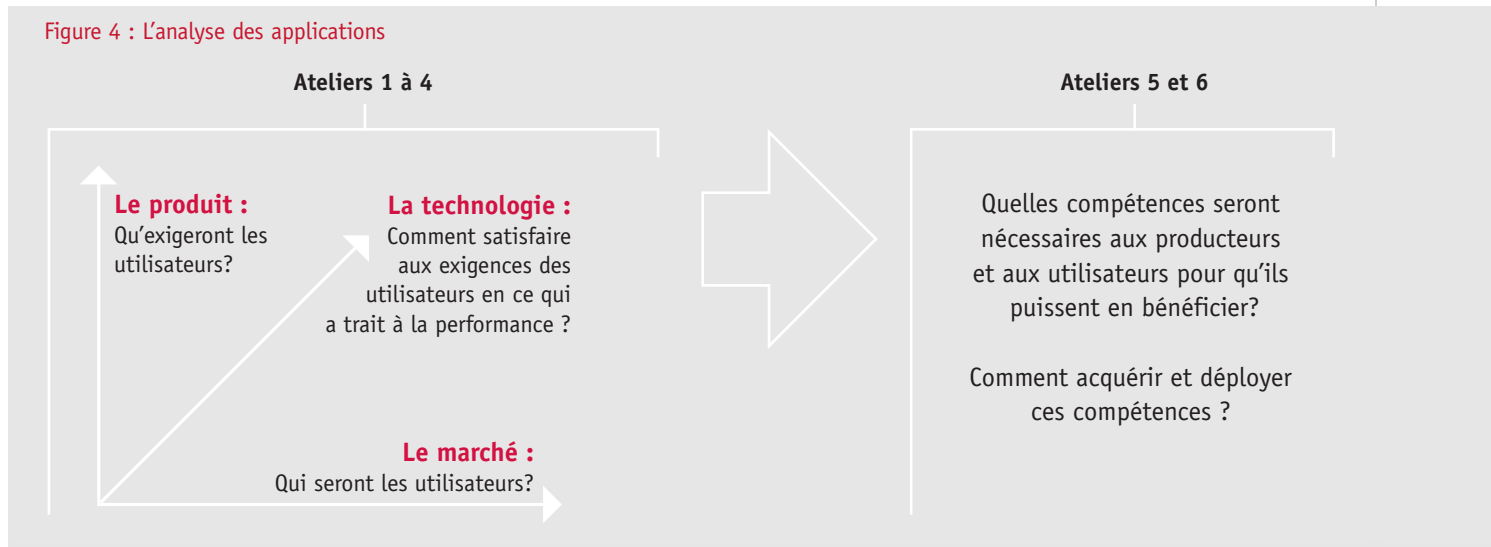 Figure 4 : L'analyse des applications
Ateliers 1 à 4
Le produit :
Qu'exigeront les
utilisateurs?
La technologie :
Comment satisfaire
aux exigences des
utilisateurs en ce qui
a trait à la performance ?
Le marché :
Qui seront les utilisateurs?
Ateliers 5 et 6
Quelles compétences seront
nécessaires aux producteurs
et aux utilisateurs pour qu'ils
puissent en bénéficier?
Comment acquérir et déployer
ces compétences ?